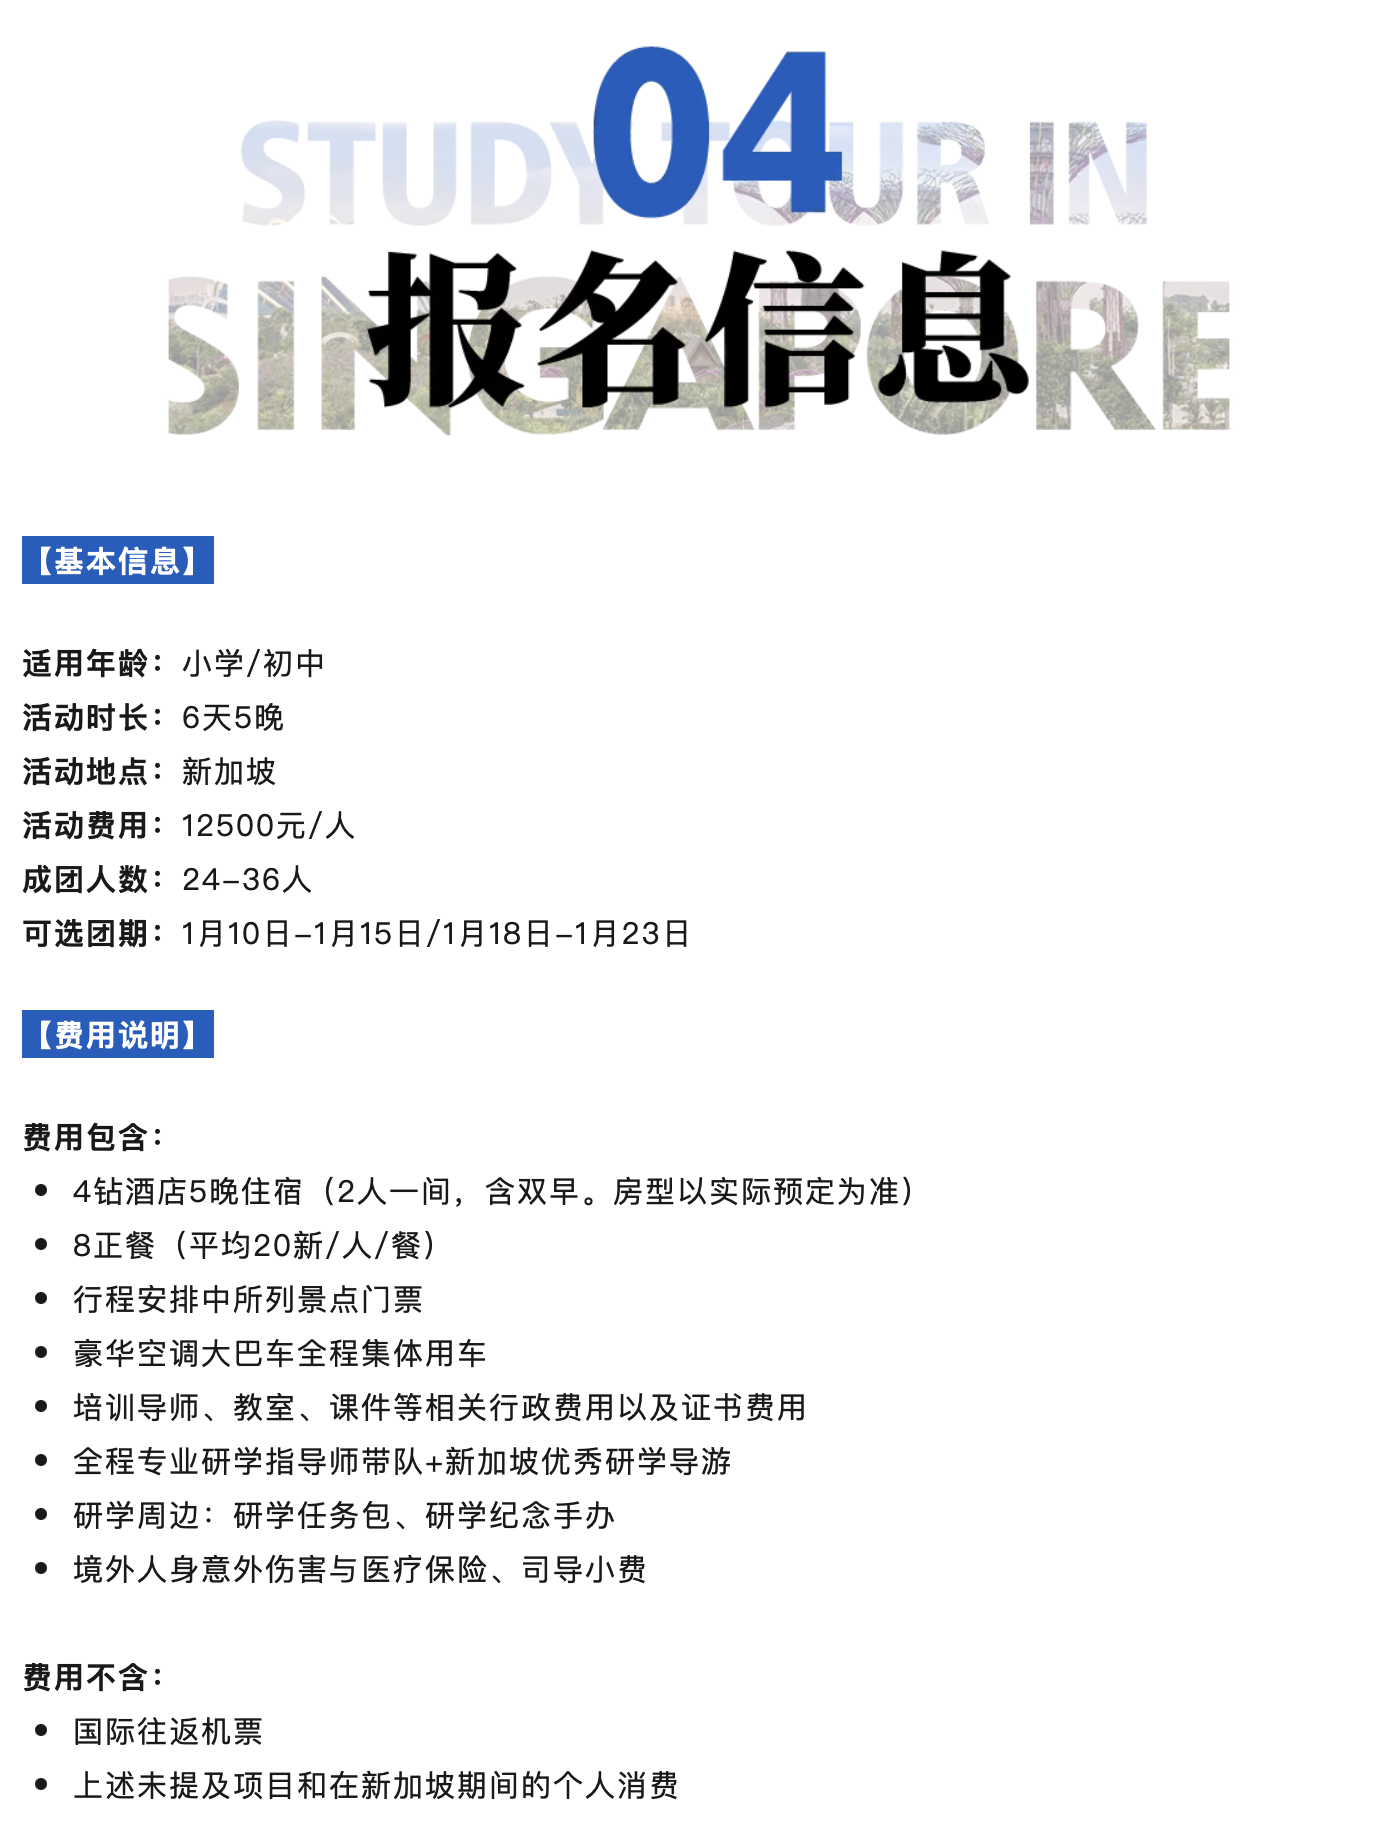 04
STUDY TOUR IN
报名信息
SINGAPORE
【基本信息】
适用年龄：小学/初中
活动时长：6天5晚
活动地点：新加坡
活动费用：12500元/人
成团人数：24-36人
可选团期：1月10日-1月15日/1月18日-1月23日
【费用说明】
费用包含：
• 4钻酒店5晚住宿（2人一间，含双早。房型以实际预定为准）
• 8正餐（平均20新/人/餐）
• 行程安排中所列景点门票
• 豪华空调大巴车全程集体用车
• 培训导师、教室、课件等相关行政费用以及证书费用
• 全程专业研学指导师带队+新加坡优秀研学导游
• 研学周边：研学任务包、研学纪念手办
• 境外人身意外伤害与医疗保险、司导小费
费用不含：
• 国际往返机票
• 上述未提及项目和在新加坡期间的个人消费